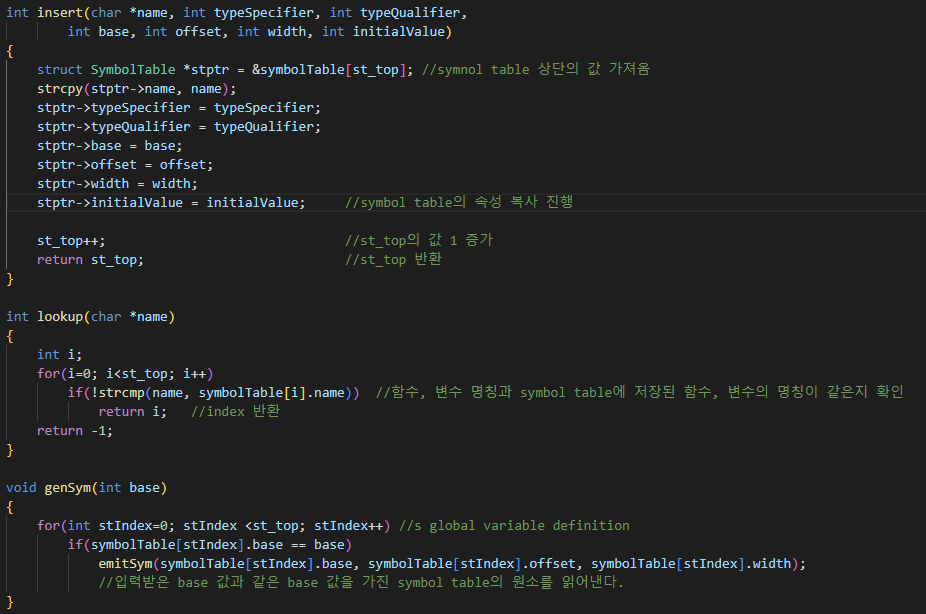 int insert(char *name, int typeSpecifier, int typeQualifier,
int base, int offset, int width, int initialValue)
{
struct SymbolTable *stptr = &symbolTable[st_top]; //symnol table 상단의 값 가져옴
strcpy(stptr->name, name);
stptr->typeSpecifier = typeSpecifier;
stptr->typeQualifier = typeQualifier;
stptr->base = base;
stptr->offset = offset;
stptr->width = width;
stptr->initialValue = initialValue; //symbol table의 속성 복사 진행
st_top++; //st_top의 값 1 증가
return st_top; //st_top 반환
}
int lookup(char *name)
{
int i;
for(i=0; i<st_top; i++)
if(!strcmp(name, symbolTable[i].name)) //함수, 변수 명칭과 symbol table에 저장된 함수, 변수의 명칭이 같은지 확인
return i; //index 반환
return -1;
}
void genSym(int base)
{
for(int stIndex=0; stIndex <st_top; stIndex++) //s global variable definition
if(symbolTable[stIndex].base == base)
emitSym(symbolTable[stIndex].base, symbolTable[stIndex].offset, symbolTable[stIndex].width);
//입력받은 base 값과 같은 base 값을 가진 symbol table의 원소를 읽어낸다.
}